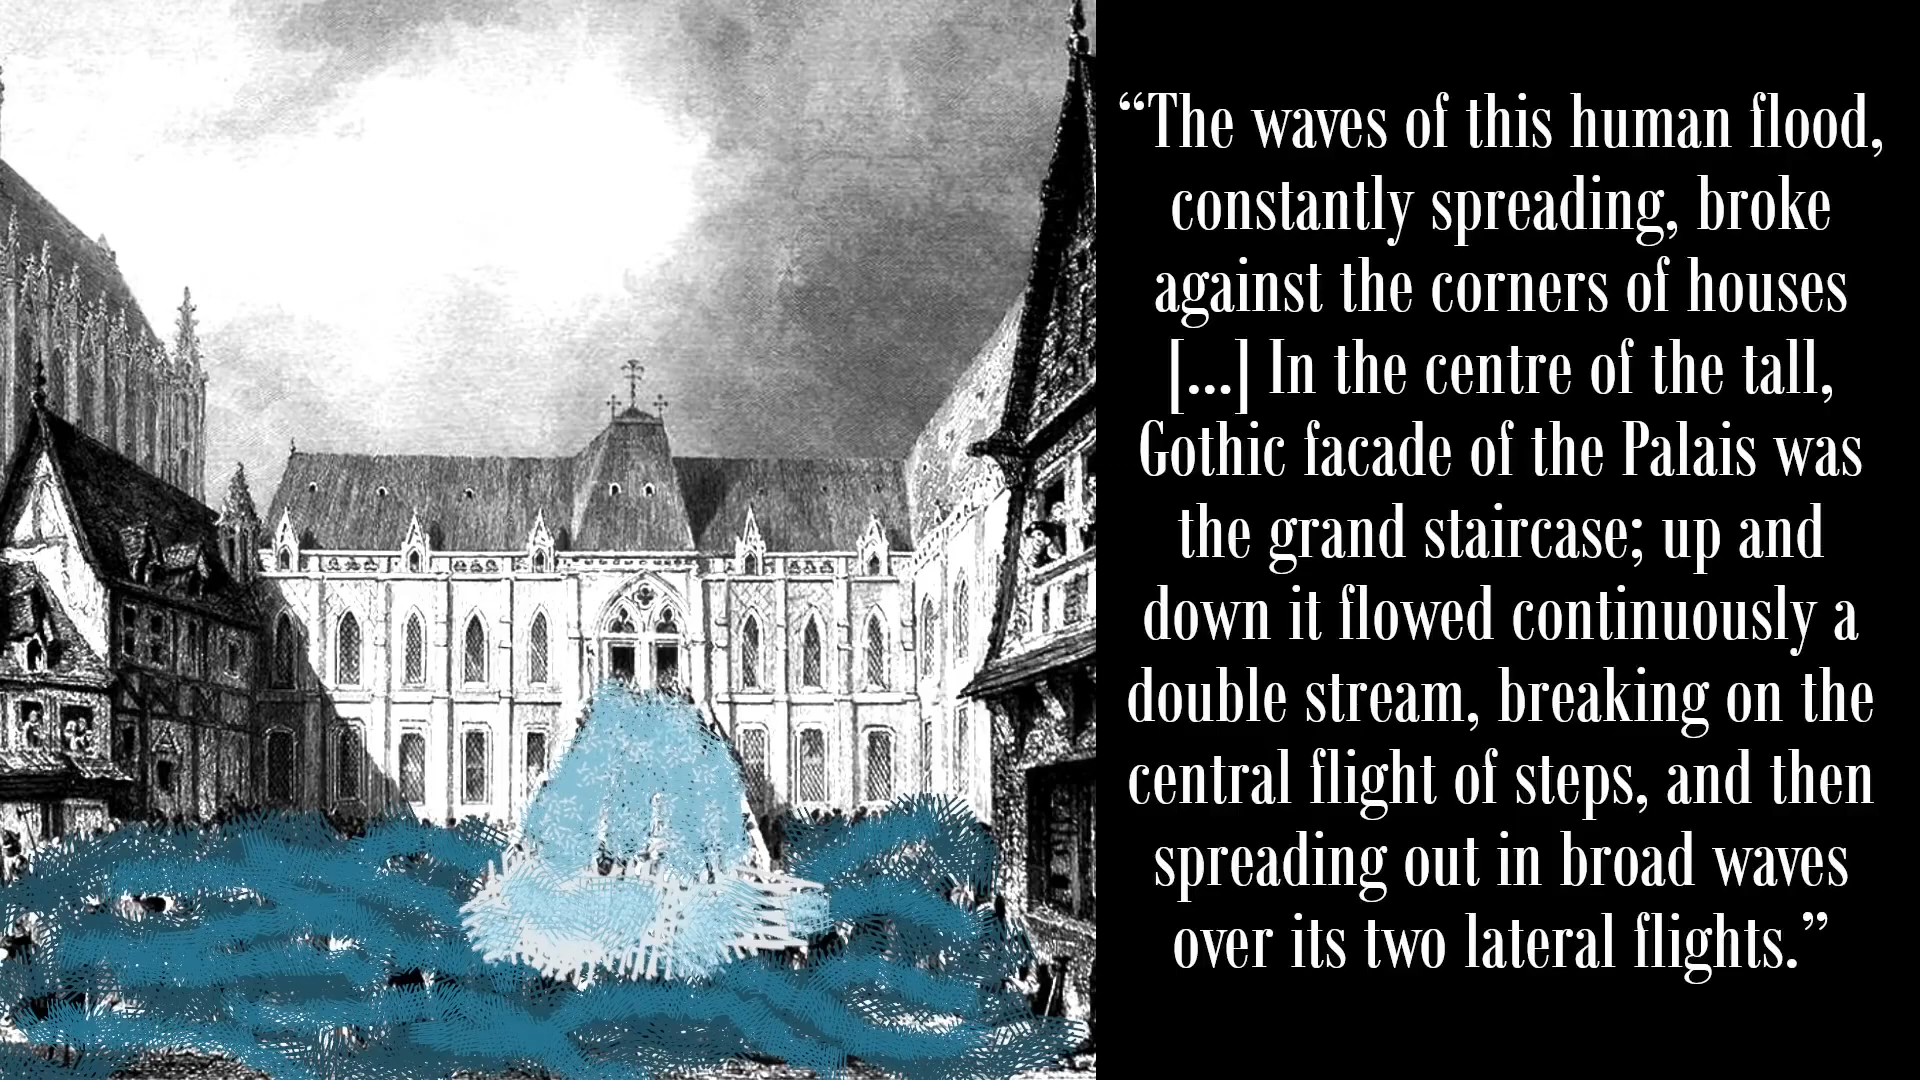 “The waves of this human flood,
constantly spreading, broke
against the corners of houses
[...] In the centre of the tall,
Gothic facade of the Palais was
the grand staircase; up and
down it flowed continuously a
double stream, breaking on the
central flight of steps, and then
spreading out in broad waves
over its two lateral flights.”